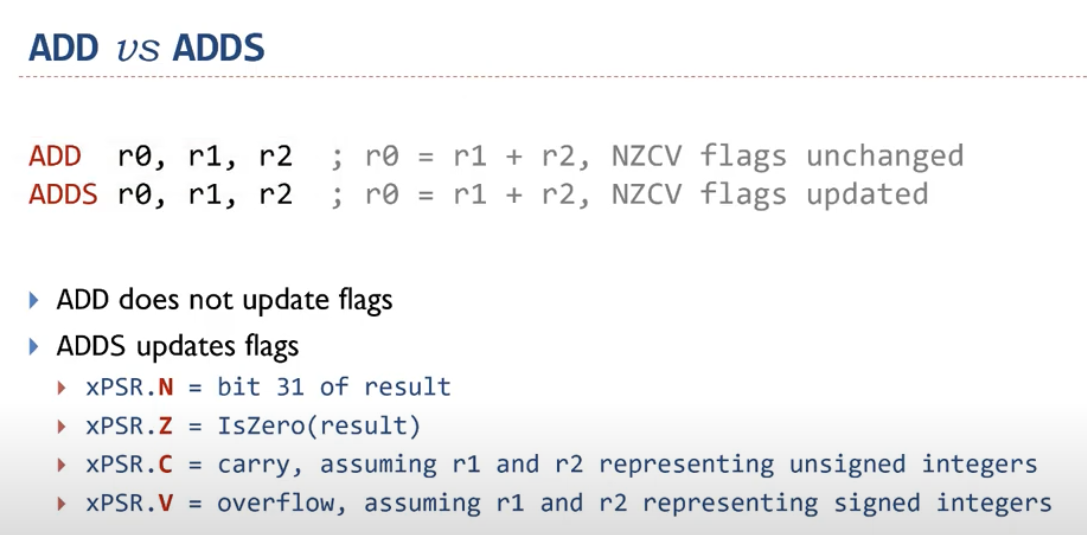 ADD vs ADDS
ADD r0, r1, r2 ; r0 = r1 + r2, NZCV flags unchanged
ADDS r0, r1, r2 ; r0 = r1 + r2, NZCV flags updated
ADD does not update flags
ADDS updates flags
xPSR.N = bit 31 of result
xPSR.Z = IsZero(result)
xPSR.C = carry, assuming r1 and r2 representing unsigned integers
xPSR.V = overflow, assuming r1 and r2 representing signed integers